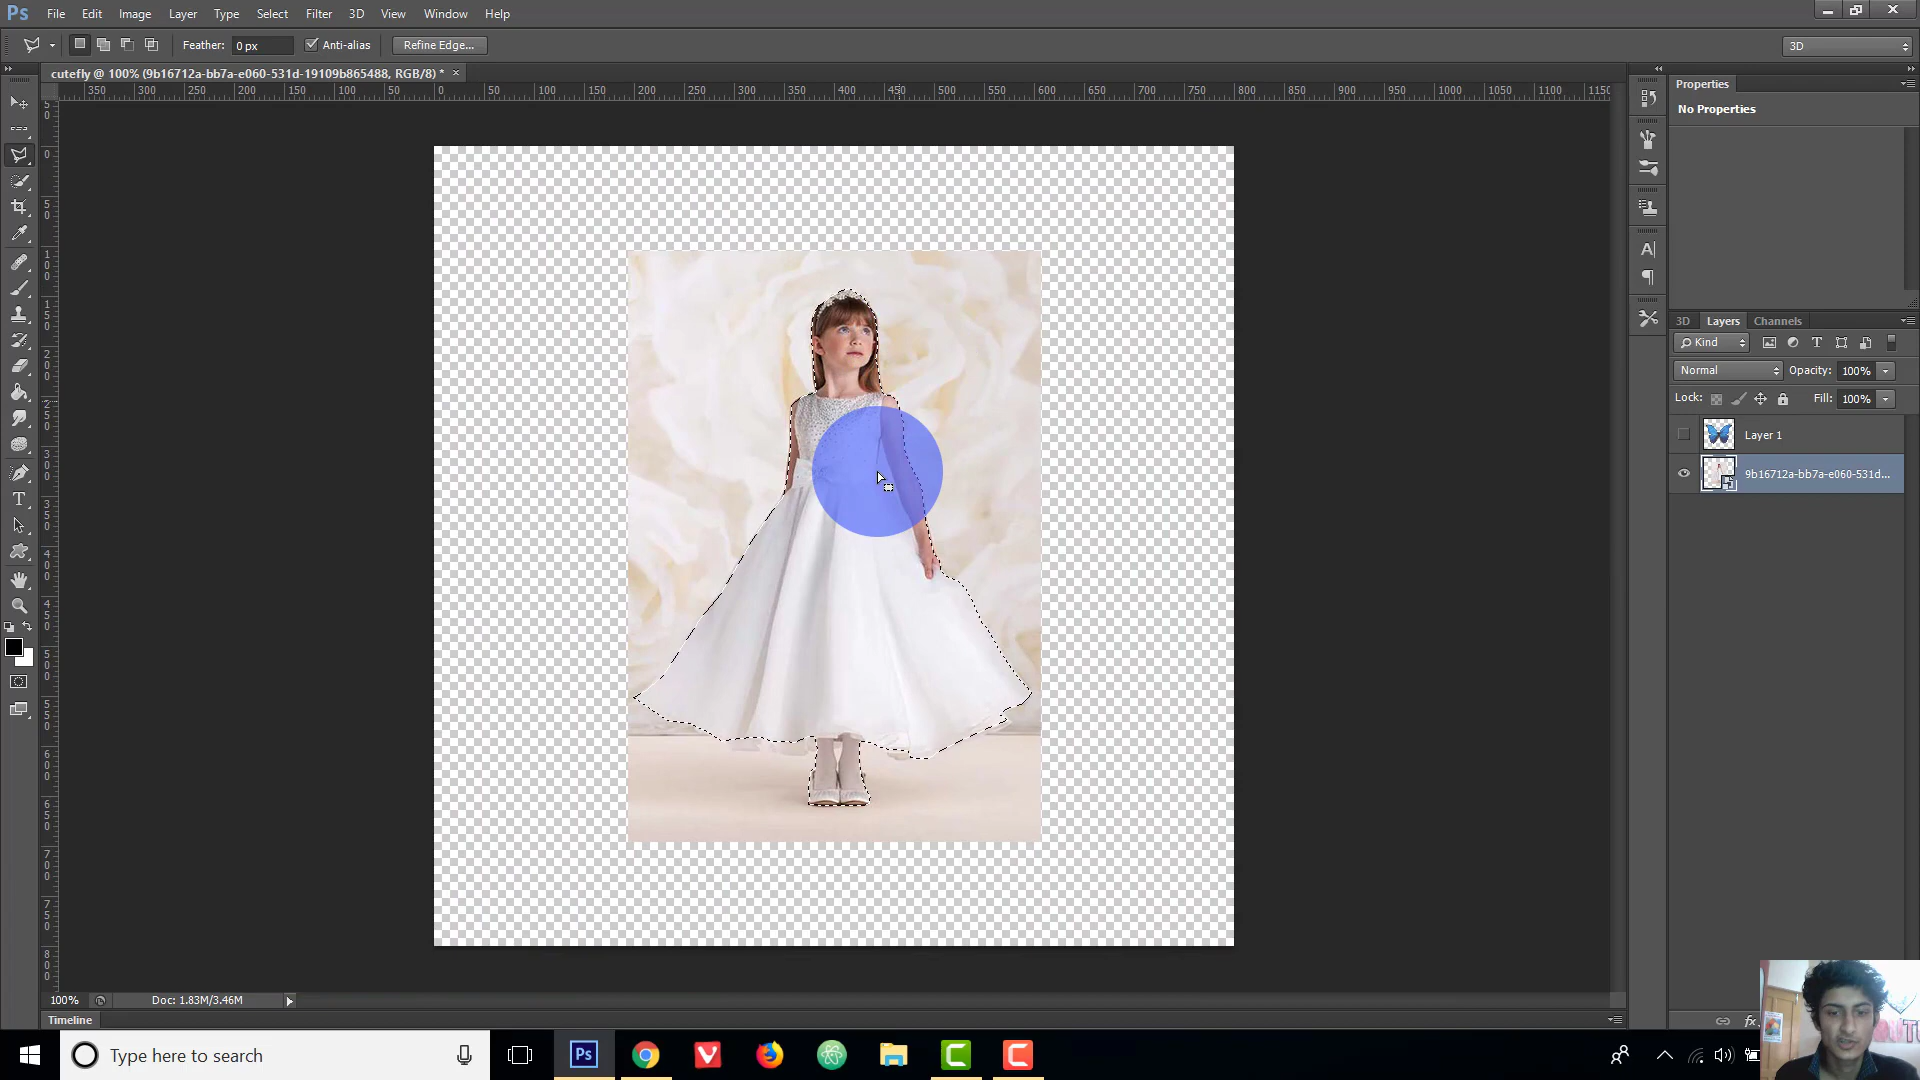 Ps File Edit Image Layer Type Select Filter 3D View Window Help
Feather: 0 px Anti-alias Refine Edge... 3D
cutefly @ 100% (9b16712a-bb7a-e060-531d-19109b865488, RGB/8) * ×
350 300 250 200 150 100 50 0 50 100 150 200 250 300 350 400 450 500 550 600 650 700 750 800 850 900 950 1000 1050 1100 1150
Properties
No Properties
3D Layers Channels
Kind
Normal Opacity: 100%
Lock: Fill: 100%
Layer 1
9b16712a-bb7a-e060-531d...
fx
100% Doc: 1.83M/3.46M
Timeline
Type here to search
Ps